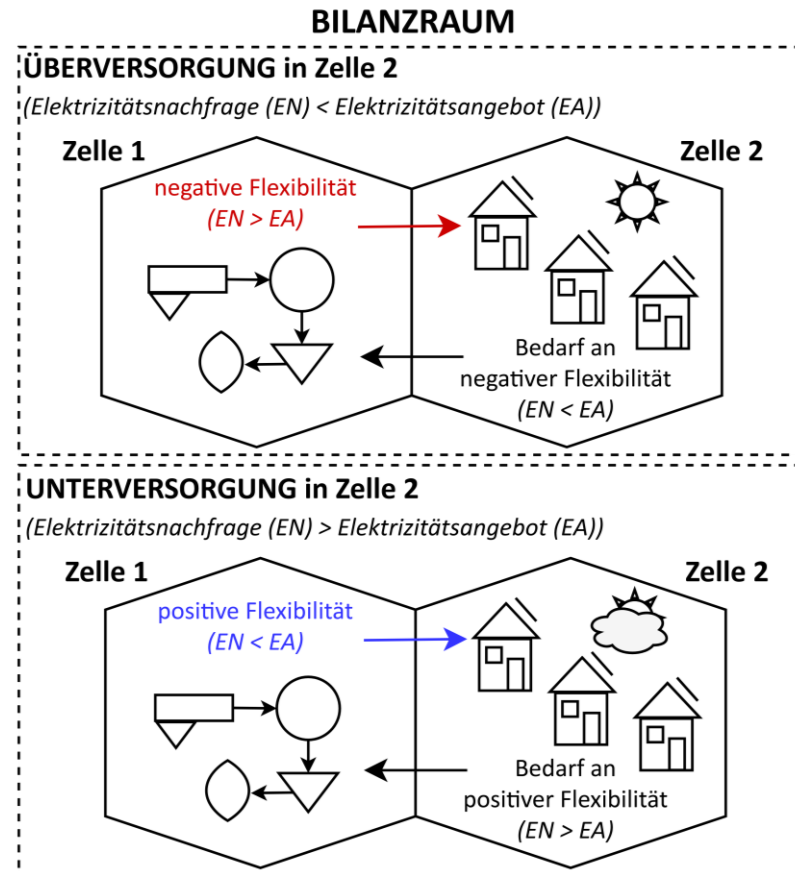 BILANZRAUM
ÜBERVERSORGUNG in Zelle 2
(Elektrizitätsnachfrage (EN) < Elektrizitätsangebot (EA))
Zelle 1
Zelle 2
negative Flexibilität
(EN > EA)
Bedarf an
negativer Flexibilität
(EN < EA)
UNTERVERSORGUNG in Zelle 2
(Elektrizitätsnachfrage (EN) > Elektrizitätsangebot (EA))
Zelle 1
Zelle 2
positive Flexibilität
(EN < EA)
Bedarf an
positiver Flexibilität
(EN > EA)